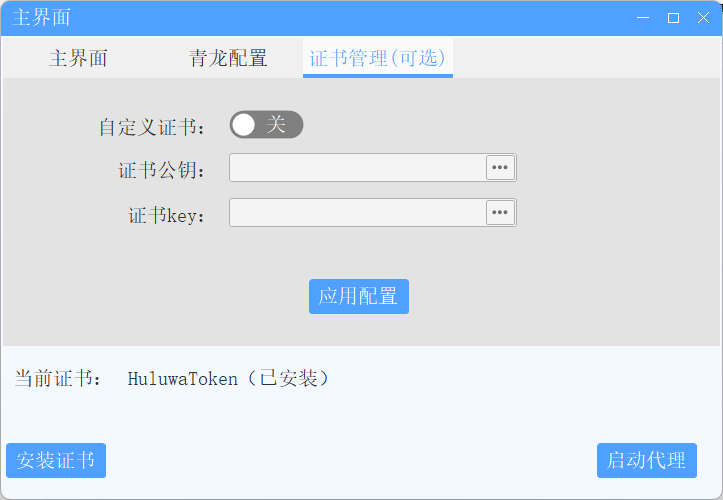 主界面
主界面 青龙配置 证书管理(可选)
自定义证书： 关
证书公钥：
证书key：
应用配置
当前证书： HuluwaToken（已安装）
安装证书 启动代理